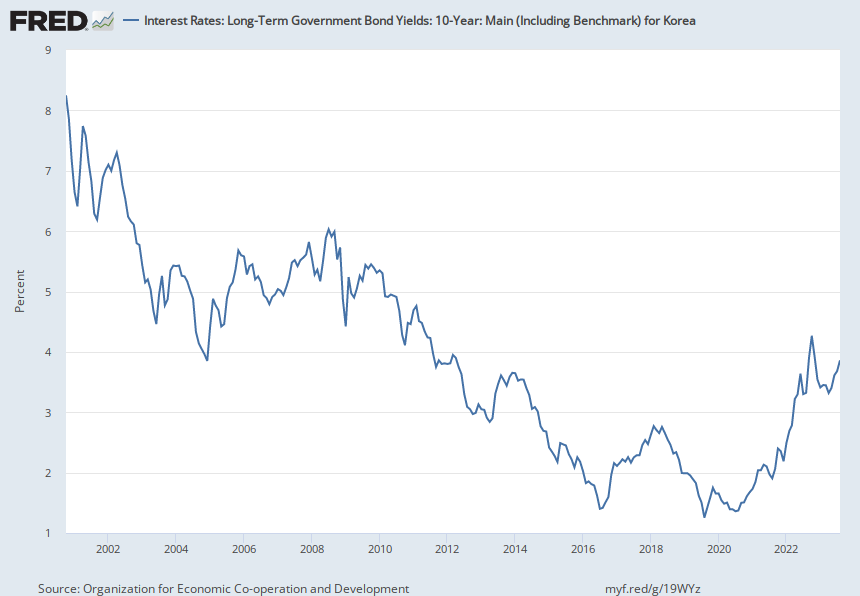 FRED
Interest Rates: Long-Term Government Bond Yields: 10-Year: Main (Including Benchmark) for Korea
9
8
7
6
5
4
3
2
1
Percent
2002 2004 2006 2008 2010 2012 2014 2016 2018 2020 2022
Source: Organization for Economic Co-operation and Development myf.red/g/19WYz